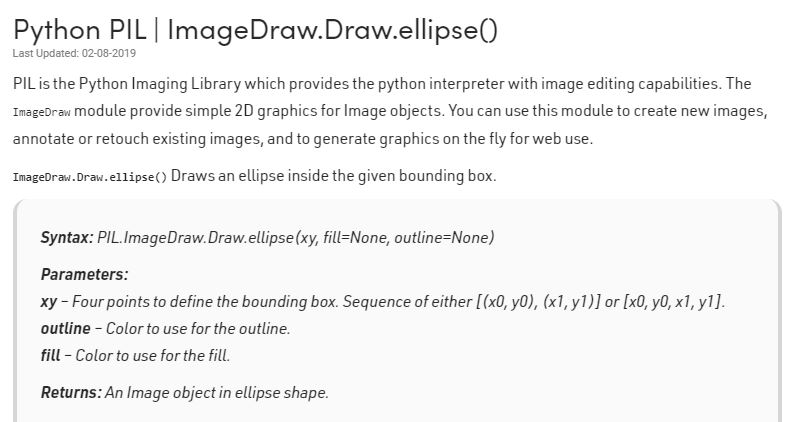 Python PIL | ImageDraw.Draw.ellipse()
Last Updated: 02-08-2019
PIL is the Python Imaging Library which provides the python interpreter with image editing capabilities. The
ImageDraw module provide simple 2D graphics for Image objects. You can use this module to create new images,
annotate or retouch existing images, and to generate graphics on the fly for web use.
ImageDraw.Draw.ellipse() Draws an ellipse inside the given bounding box.
Syntax: PIL.ImageDraw.Draw.ellipse(xy, fill=None, outline=None)
Parameters:
xy – Four points to define the bounding box. Sequence of either [(x0, y0), (x1, y1)] or [x0, y0, x1, y1].
outline – Color to use for the outline.
fill – Color to use for the fill.
Returns: An Image object in ellipse shape.